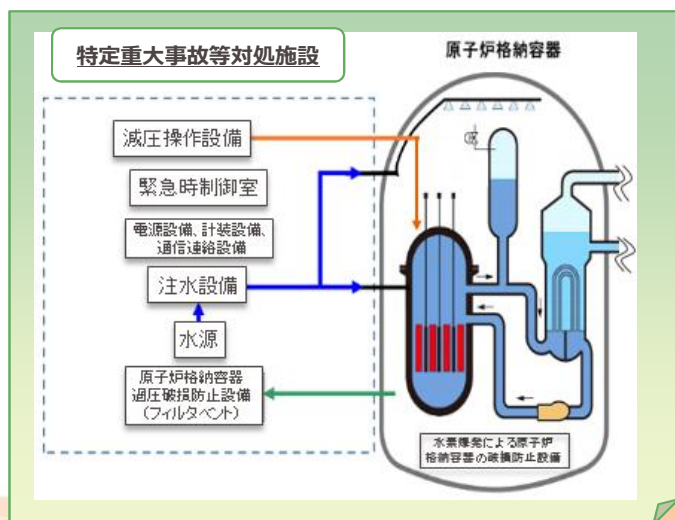 特定重大事故等対処施設
原子炉格納容器
減圧操作設備
緊急時制御室
電源設備、計装設備、
通信連絡設備
注水設備
水源
原子炉格納容器
過圧破損防止設備
(フィルタベント)
水素爆発による原子炉
格納容器の破損防止設備